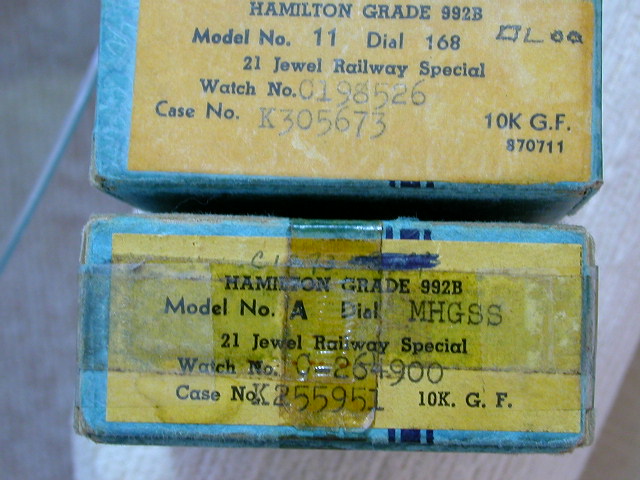 HAMILTON GRADE 992B
Model No. 11 Dial 168
21 Jewel Railway Special
Watch No. C198526
Case No. K305673
10K G.F.
870711
HAMILTON GRADE 992B
Model No. A Dial MHGSS
21 Jewel Railway Special
Watch No. C-264900
Case No. K255951 10K. G. F.